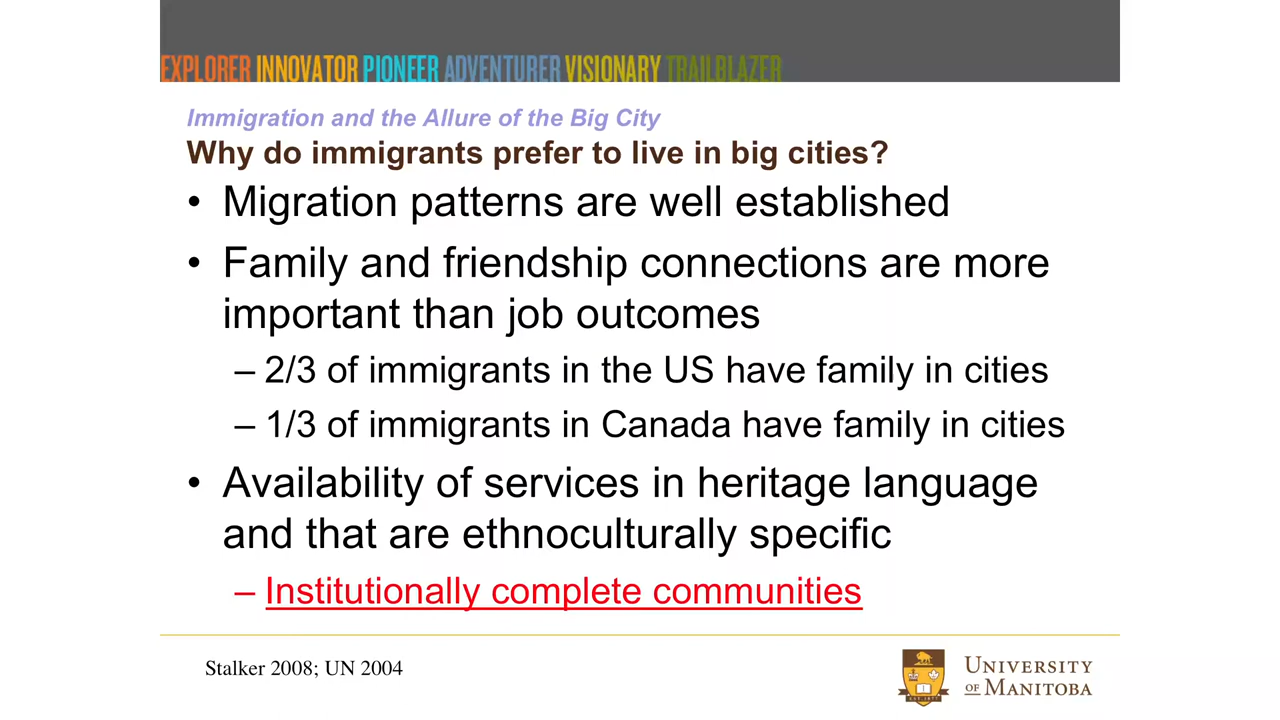 EXPLORER INNOVATOR PIONEER ADVENTURER VISIONARY TRAILBLAZER
Immigration and the Allure of the Big City
Why do immigrants prefer to live in big cities?
• Migration patterns are well established
• Family and friendship connections are more
important than job outcomes
– 2/3 of immigrants in the US have family in cities
– 1/3 of immigrants in Canada have family in cities
• Availability of services in heritage language
and that are ethnoculturally specific
– Institutionally complete communities
Stalker 2008; UN 2004
UNIVERSITY
OF MANITOBA